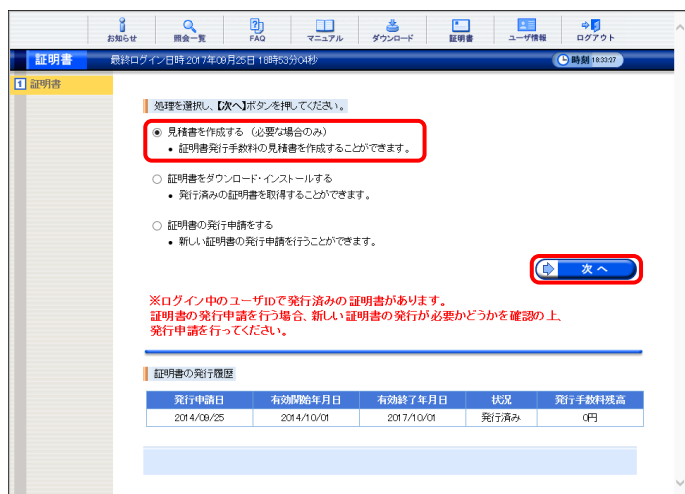 お知らせ 照会一覧 FAQ マニュアル ダウンロード 証明書 ユーザ情報 ログアウト
証明書 最終ログイン日時 2017年09月25日 18時53分04秒 時刻 18:33:27
1 証明書
処理を選択し、【次へ】ボタンを押してください。
見積書を作成する (必要な場合のみ)
• 証明書発行手数料の見積書を作成することができます。
証明書をダウンロード・インストールする
• 発行済みの証明書を取得することができます。
証明書の発行申請をする
• 新しい証明書の発行申請を行うことができます。
次へ
※ログイン中のユーザIDで発行済みの証明書があります。
証明書の発行申請を行う場合、新しい証明書の発行が必要かどうかを確認の上、
発行申請を行ってください。
証明書の発行履歴
発行申請日 有効開始年月日 有効終了年月日 状況 発行手数料残高
2014/09/25 2014/10/01 2017/10/01 発行済み 0円